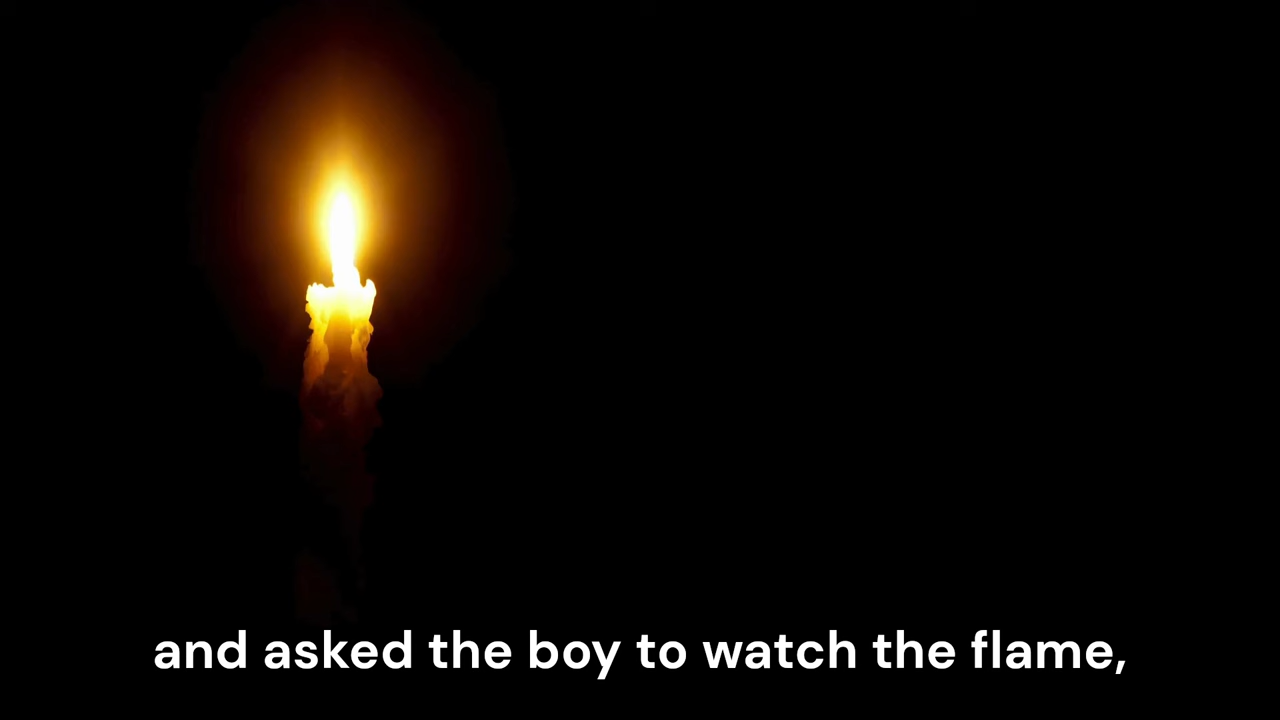 and asked the boy to watch the flame,